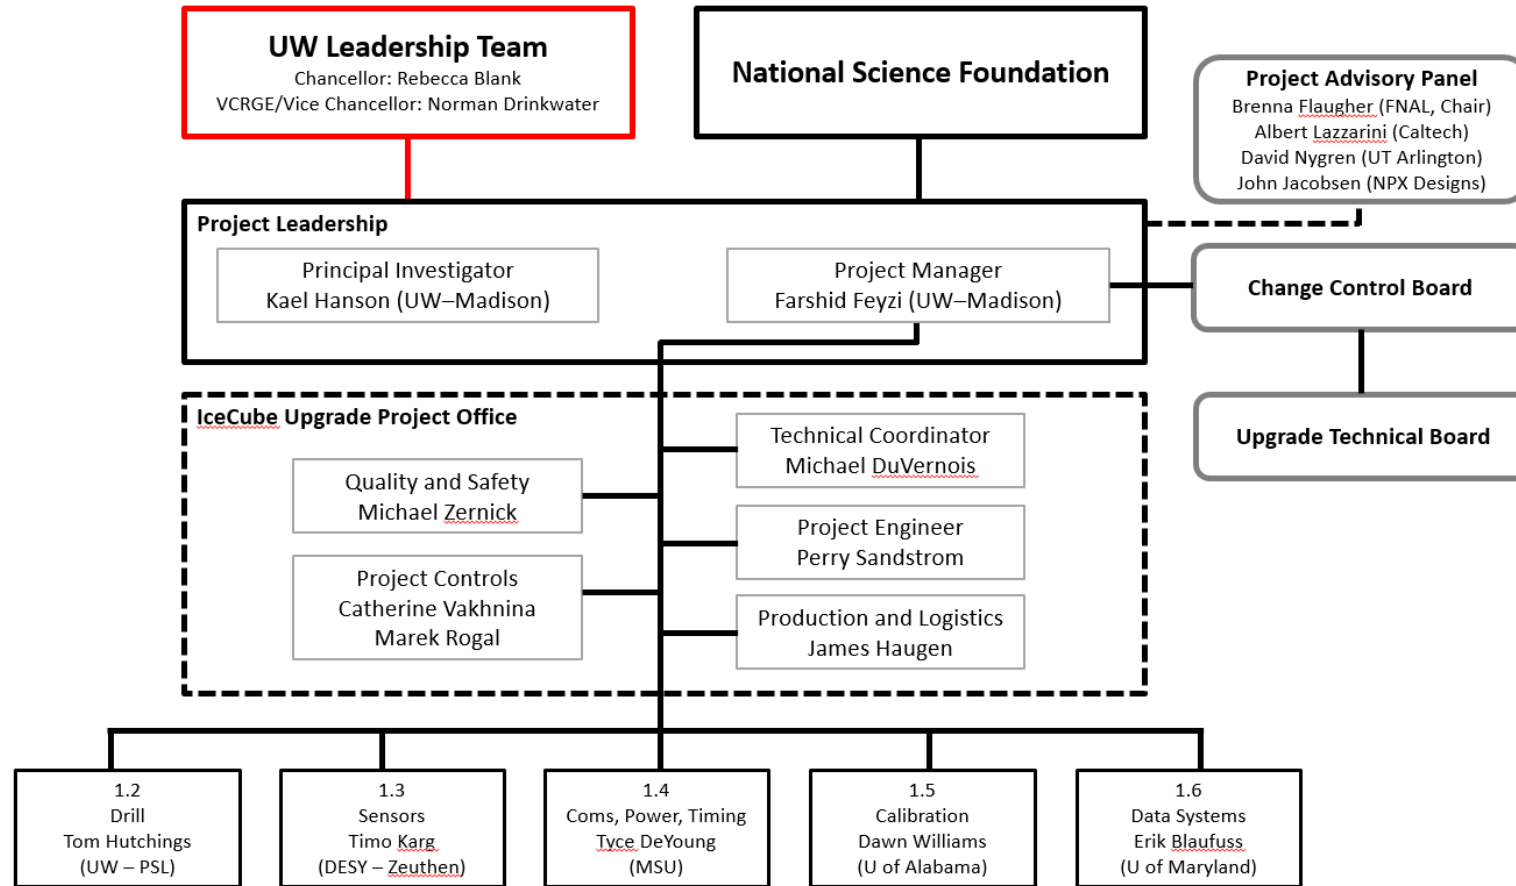 UW Leadership Team
Chancellor: Rebecca Blank
VCRGE/Vice Chancellor: Norman Drinkwater
National Science Foundation
Project Advisory Panel
Brenna Flaugher (FNAL, Chair)
Albert Lazzarini (Caltech)
David Nygren (UT Arlington)
John Jacobsen (NPX Designs)
Project Leadership
Principal Investigator
Kael Hanson (UW–Madison)
Project Manager
Farshid Feyzi (UW–Madison)
Change Control Board
Upgrade Technical Board
IceCube Upgrade Project Office
Quality and Safety
Michael Zernick
Project Controls
Catherine Vakhnina
Marek Rogal
Technical Coordinator
Michael DuVernois
Project Engineer
Perry Sandstrom
Production and Logistics
James Haugen
1.2
Drill
Tom Hutchings
(UW – PSL)
1.3
Sensors
Timo Karg
(DESY – Zeuthen)
1.4
Coms, Power, Timing
Tyce DeYoung
(MSU)
1.5
Calibration
Dawn Williams
(U of Alabama)
1.6
Data Systems
Erik Blaufuss
(U of Maryland)